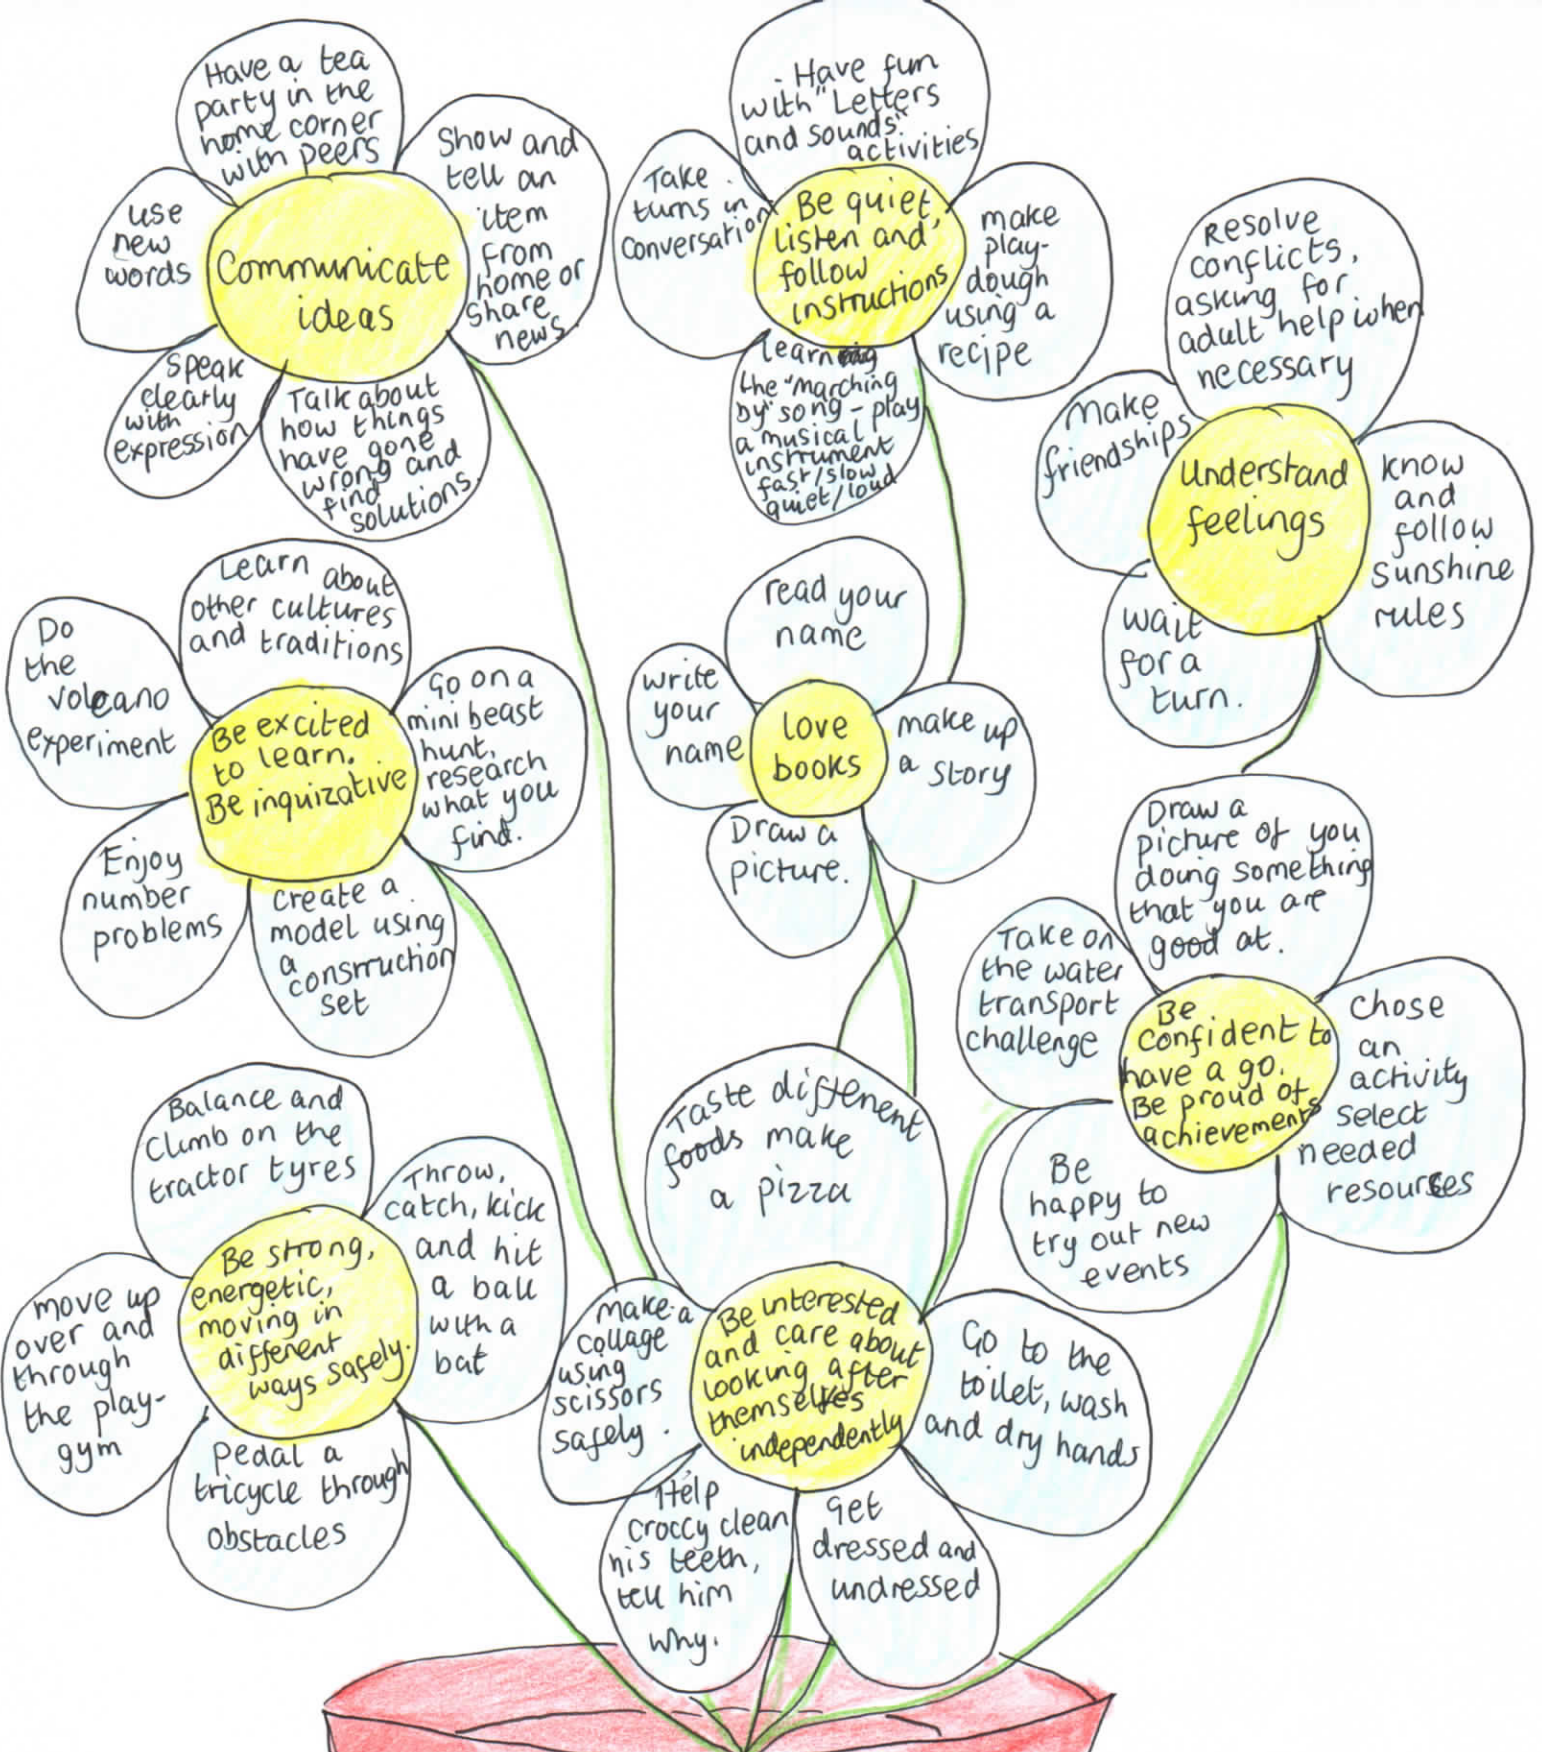 Have a tea
party in the
home corner
with peers
Show and
tell an
item
from
home or
share
news.
use
new
words
Communicate
ideas
speak
clearly
with
expression
Talk about
how things
have gone
wrong and
find
solutions.
Have fun
with "Letters
and sounds"
activities
Take
turns in
conversation
Be quiet,
listen and
follow
instructions
make
play-
dough
using a
recipe
learn
the "marching
by" song - play
a musical
instrument
fast/slow
quiet/loud
Resolve
conflicts,
asking for
adult help when
necessary
Make
friendships
Understand
feelings
know
and
follow
sunshine
rules
wait
for a
turn.
Learn about
other cultures
and traditions
Do
the
volcano
experiment
Be excited
to learn.
Be inquizative
Go on a
mini beast
hunt,
research
what you
find.
Enjoy
number
problems
create a
model using
a
construction
set
read your
name
write
your
name
love
books
make up
a story
Draw a
picture.
Draw a
picture of you
doing something
that you are
good at.
Take on
the water
transport
challenge
Be
confident to
have a go.
Be proud of
achievements
Chose
an
activity
select
needed
resources
Be
happy to
try out new
events
Balance and
Climb on the
tractor tyres
Throw,
catch, kick
and hit
a ball
with a
bat
move up
over and
through
the play-
gym
Be strong,
energetic,
moving in
different
ways safely.
Pedal a
tricycle through
obstacles
Taste different
foods make
a pizza
make a
collage
using
scissors
safely.
Be interested
and care about
looking after
themselves
independently
Go to the
toilet, wash
and dry hands
Help
Croccy clean
his teeth,
tell him
why.
get
dressed and
undressed